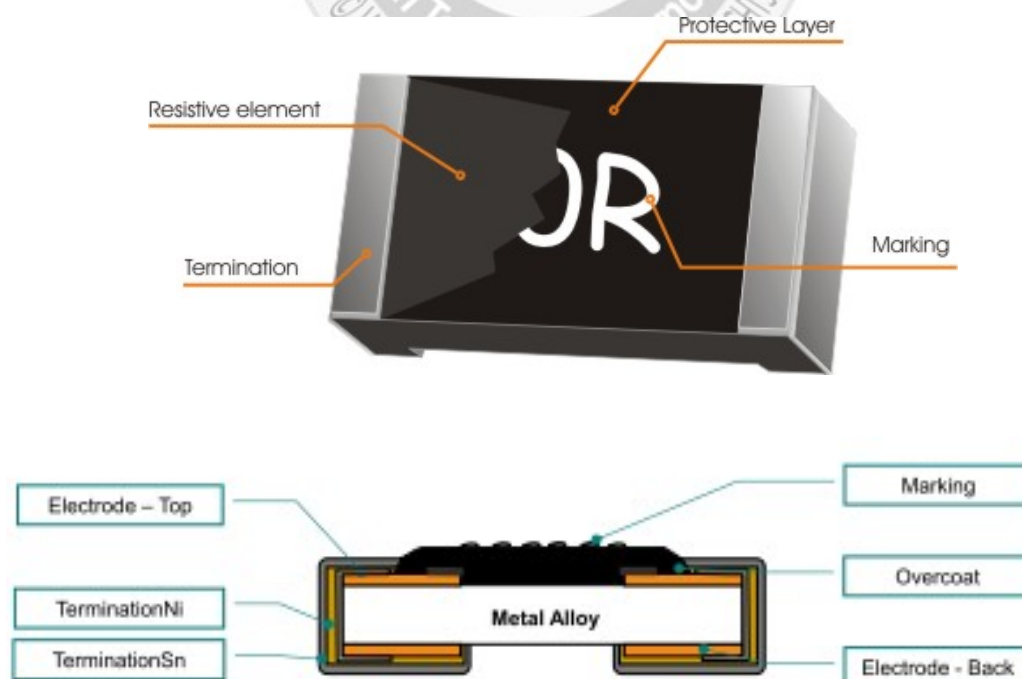 Protective Layer
Resistive element
0R
Marking
Termination
Marking
Electrode – Top
Overcoat
TerminationNi
Metal Alloy
TerminationSn
Electrode - Back